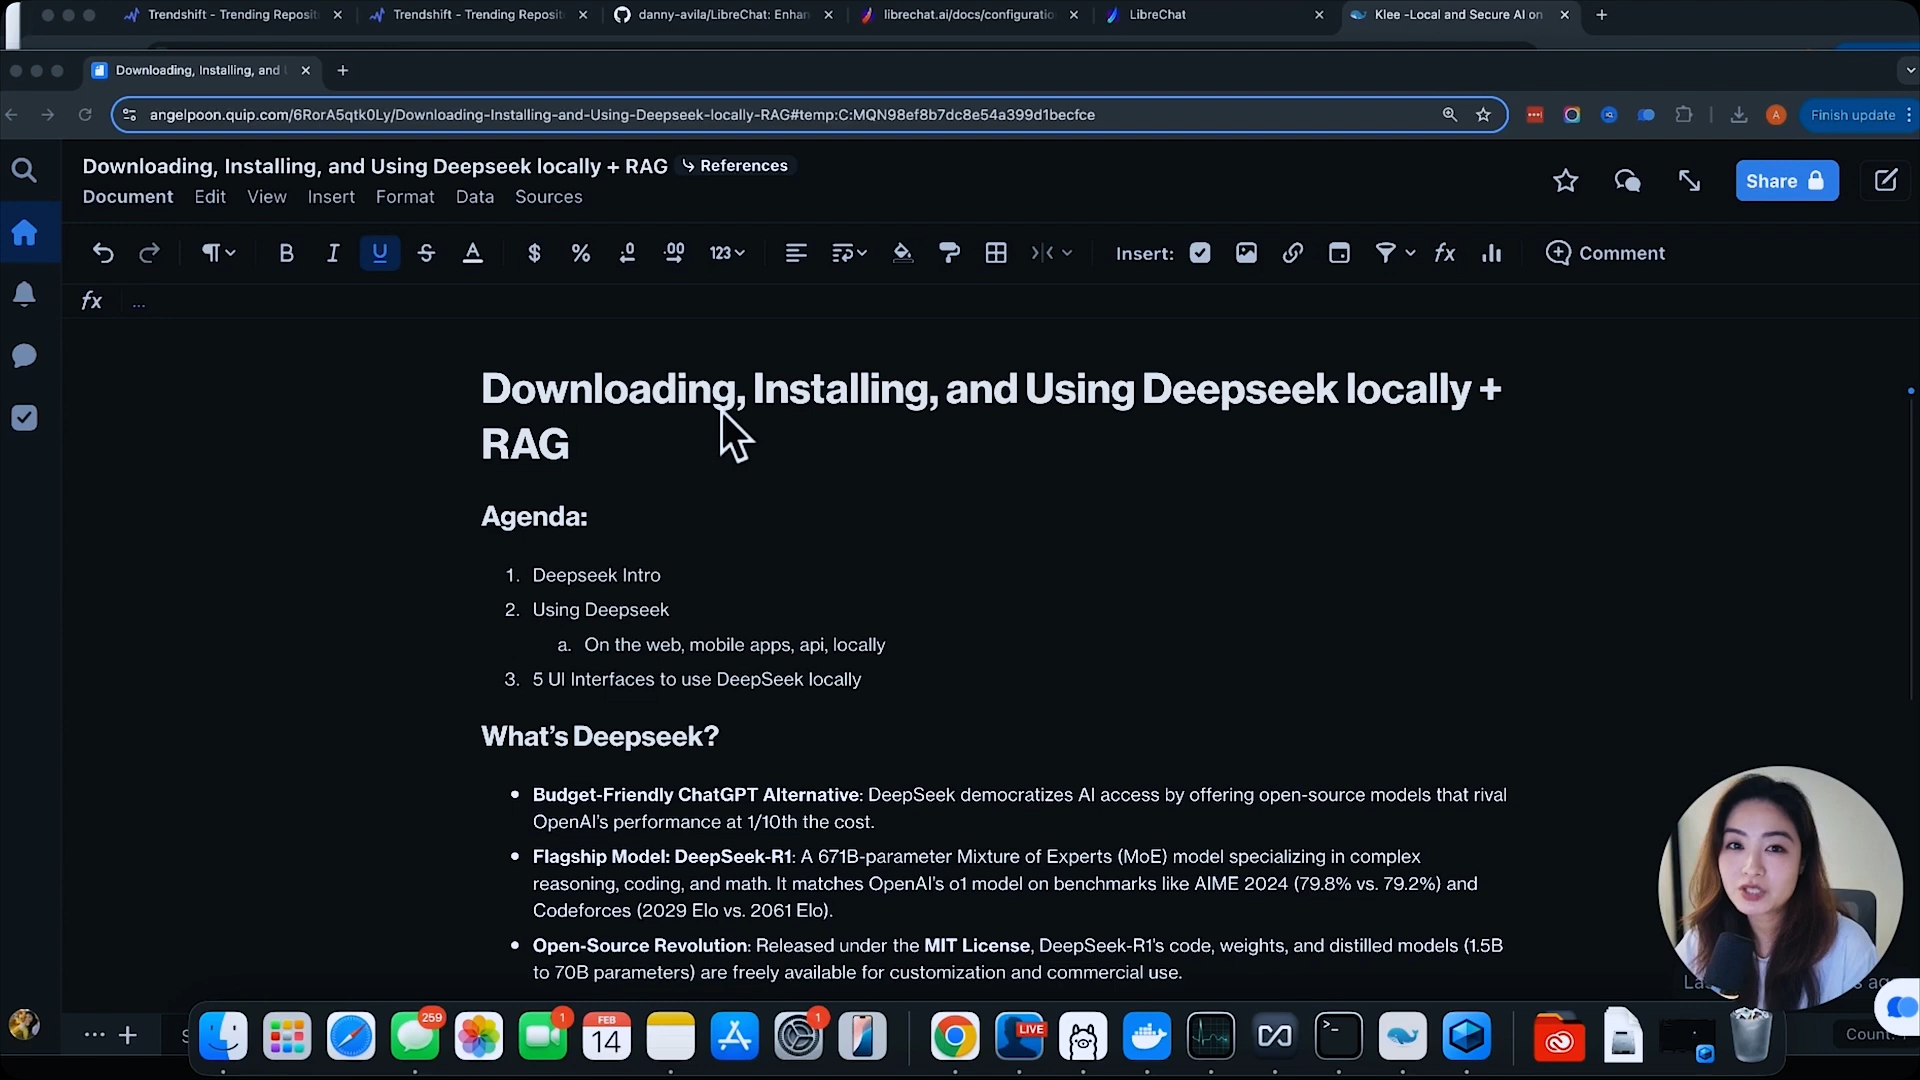 Trendshift - Trending Reposit
Trendshift - Trending Reposit
danny-avila/LibreChat: Enhan
librechat.ai/docs/configuratio
LibreChat
Klee -Local and Secure AI on
Downloading, Installing, and
angelpoon.quip.com/6RorA5qtk0Ly/Downloading-Installing-and-Using-Deepseek-locally-RAG#temp:C:MQN98ef8b7dc8e54a399d1becfce
Finish update
Downloading, Installing, and Using Deepseek locally + RAG
References
Document Edit View Insert Format Data Sources
Share
B I U S A $ % .0 .00 123
Insert:
fx
Comment
fx ...
Downloading, Installing, and Using Deepseek locally +
RAG
Agenda:
1. Deepseek Intro
2. Using Deepseek
a. On the web, mobile apps, api, locally
3. 5 UI Interfaces to use DeepSeek locally
What's Deepseek?
• Budget-Friendly ChatGPT Alternative: DeepSeek democratizes AI access by offering open-source models that rival
OpenAI's performance at 1/10th the cost.
• Flagship Model: DeepSeek-R1: A 671B-parameter Mixture of Experts (MoE) model specializing in complex
reasoning, coding, and math. It matches OpenAI's o1 model on benchmarks like AIME 2024 (79.8% vs. 79.2%) and
Codeforces (2029 Elo vs. 2061 Elo).
• Open-Source Revolution: Released under the MIT License, DeepSeek-R1's code, weights, and distilled models (1.5B
to 70B parameters) are freely available for customization and commercial use.
259
1
FEB
14
1
LIVE
Count: